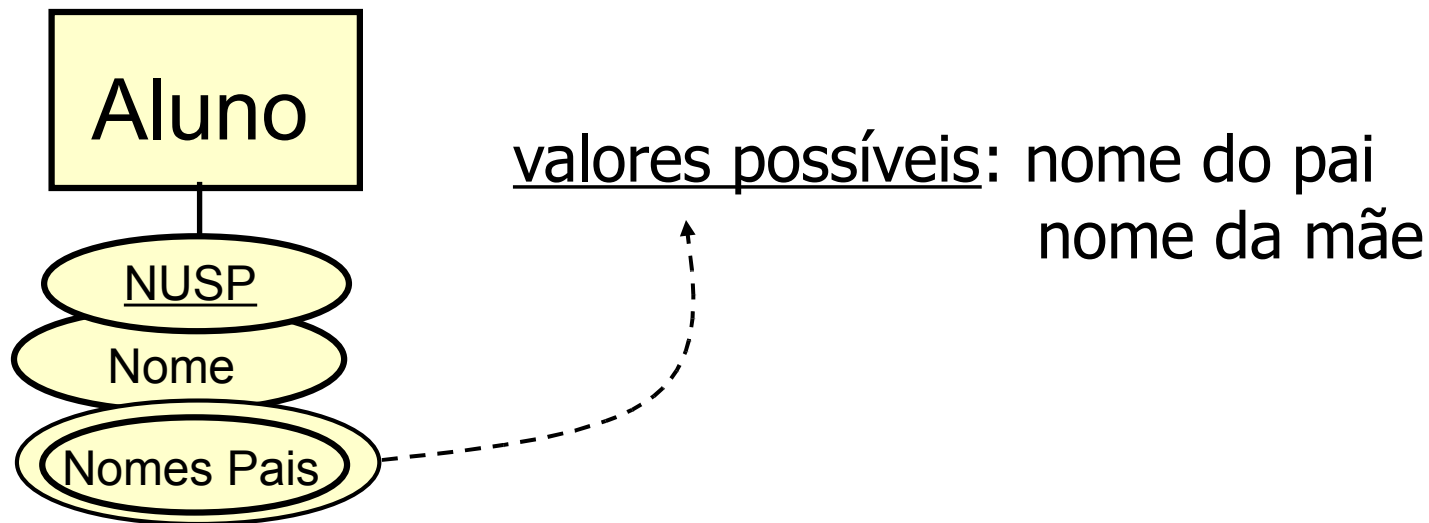 Aluno
valores possíveis: nome do pai
nome da mãe
NUSP
Nome
Nomes Pais